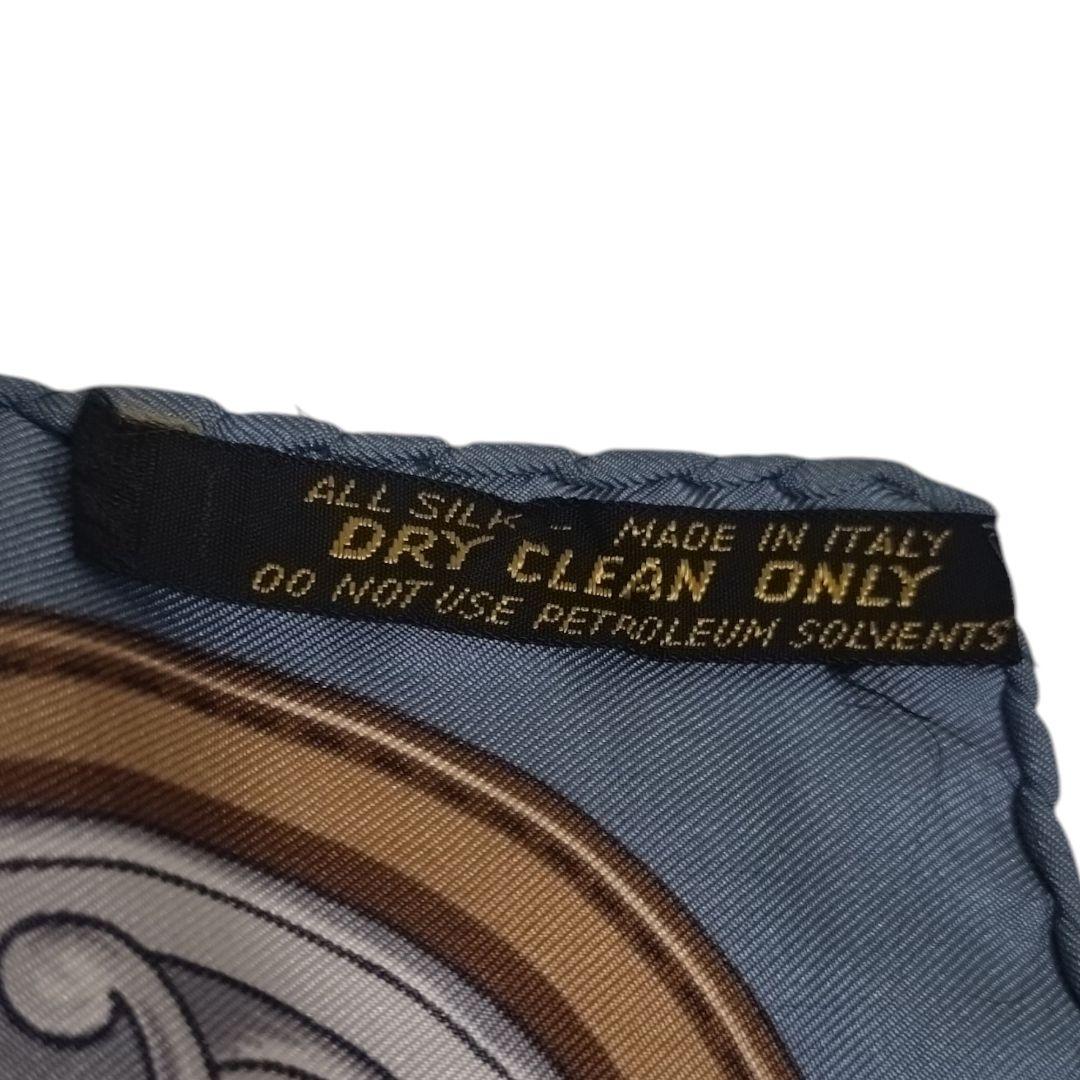 ALL SILK - MADE IN ITALY
DRY CLEAN ONLY
DO NOT USE PETROLEUM SOLVENTS